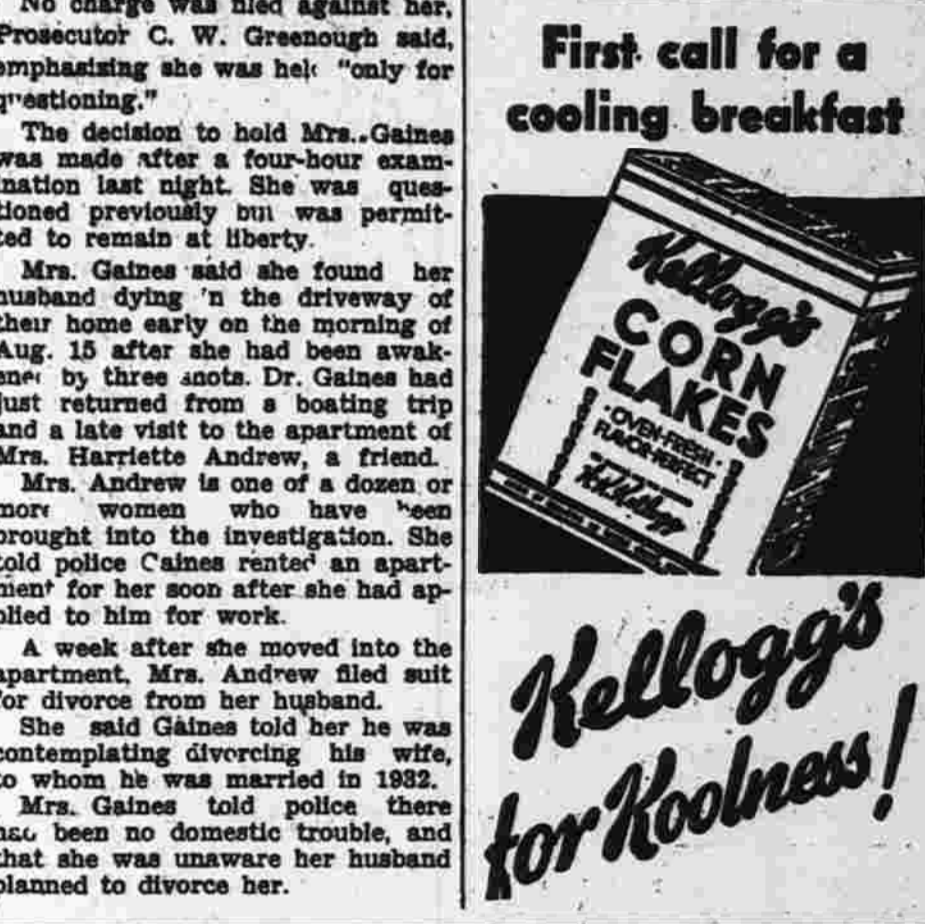 No charge was filed against her,
Prosecutor C. W. Greenough said,
emphasizing she was held "only for
questioning."
The decision to hold Mrs. Gaines
was made after a four-hour exam-
ination last night. She was ques-
tioned previously but was permit-
ted to remain at liberty.
Mrs. Gaines said she found her
husband dying in the driveway of
their home early on the morning of
Aug. 15 after she had been awak-
ened by three shots. Dr. Gaines had
just returned from a boating trip
and a late visit to the apartment of
Mrs. Harriette Andrew, a friend.
Mrs. Andrew is one of a dozen or
more women who have been
brought into the investigation. She
told police Gaines rented an apart-
ment for her soon after she had ap-
plied to him for work.
A week after she moved into the
apartment, Mrs. Andrew filed suit
for divorce from her husband.
She said Gaines told her he was
contemplating divorcing his wife,
to whom he was married in 1932.
Mrs. Gaines told police there
had been no domestic trouble, and
that she was unaware her husband
planned to divorce her.
First call for a
cooling breakfast
Kellogg's
CORN
FLAKES
OVEN-FRESH
FLAVOR-PERFECT
W.K. Kellogg
Kellogg's
for Koolness!